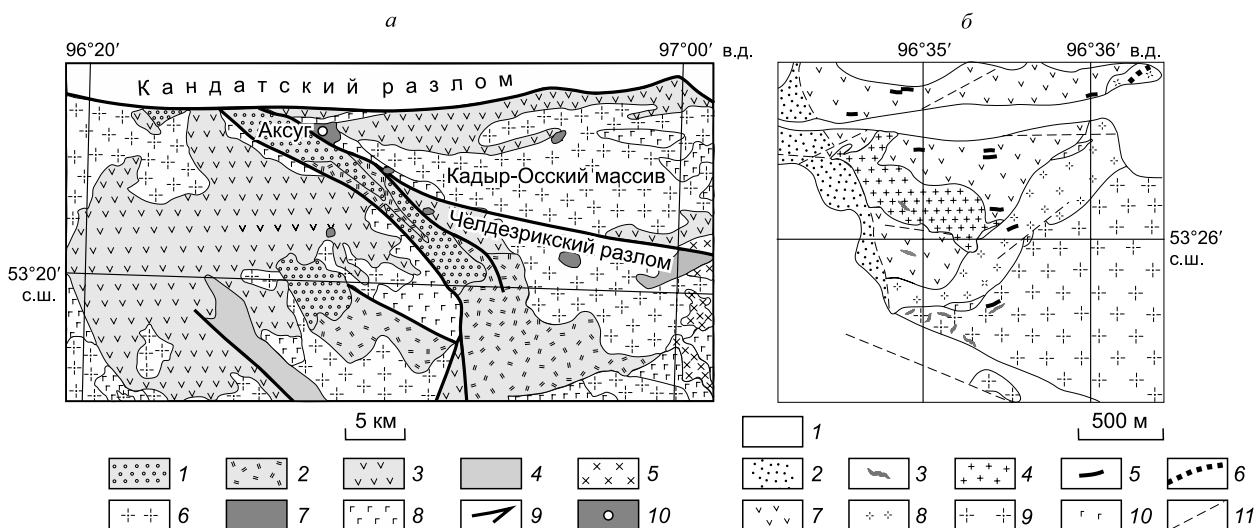 а
б
96°20′
97°00′ в.д.
96°35′
96°36′ в.д.
Кандатский разлом
Аксуг
Кадыр-Осский массив
Челдезрикский разлом
53°20′
с.ш.
53°26′
с.ш.
5 км
500 м
1
1
2
3
4
5
2
3
4
5
6
6
7
8
9
10
7
8
9
10
11